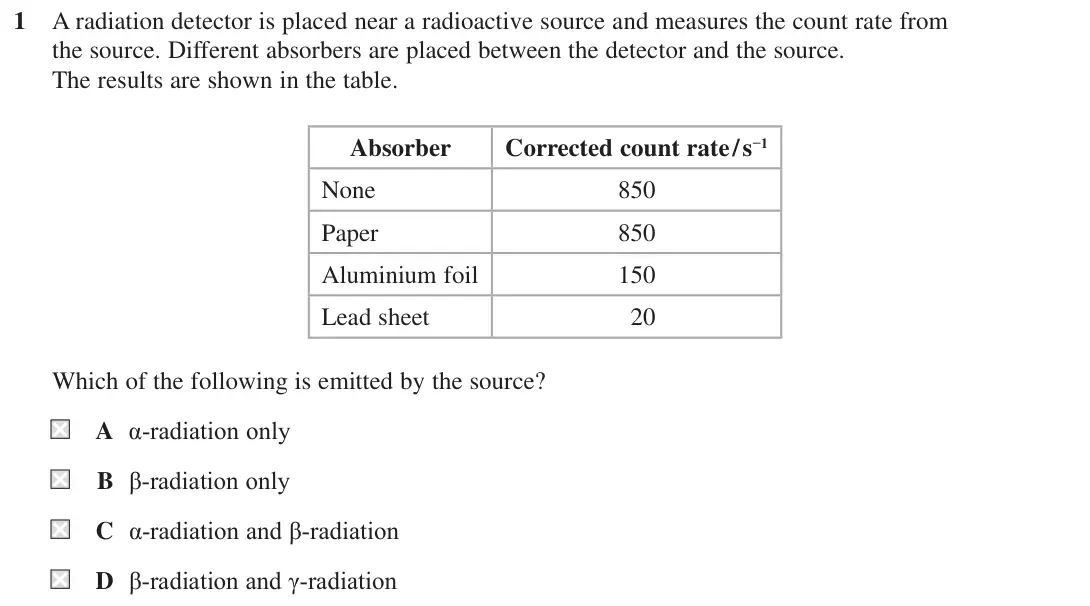 1 A radiation detector is placed near a radioactive source and measures the count rate from
the source. Different absorbers are placed between the detector and the source.
The results are shown in the table.
Absorber Corrected count rate/s⁻¹
None 850
Paper 850
Aluminium foil 150
Lead sheet 20
Which of the following is emitted by the source?
A α-radiation only
B β-radiation only
C α-radiation and β-radiation
D β-radiation and γ-radiation